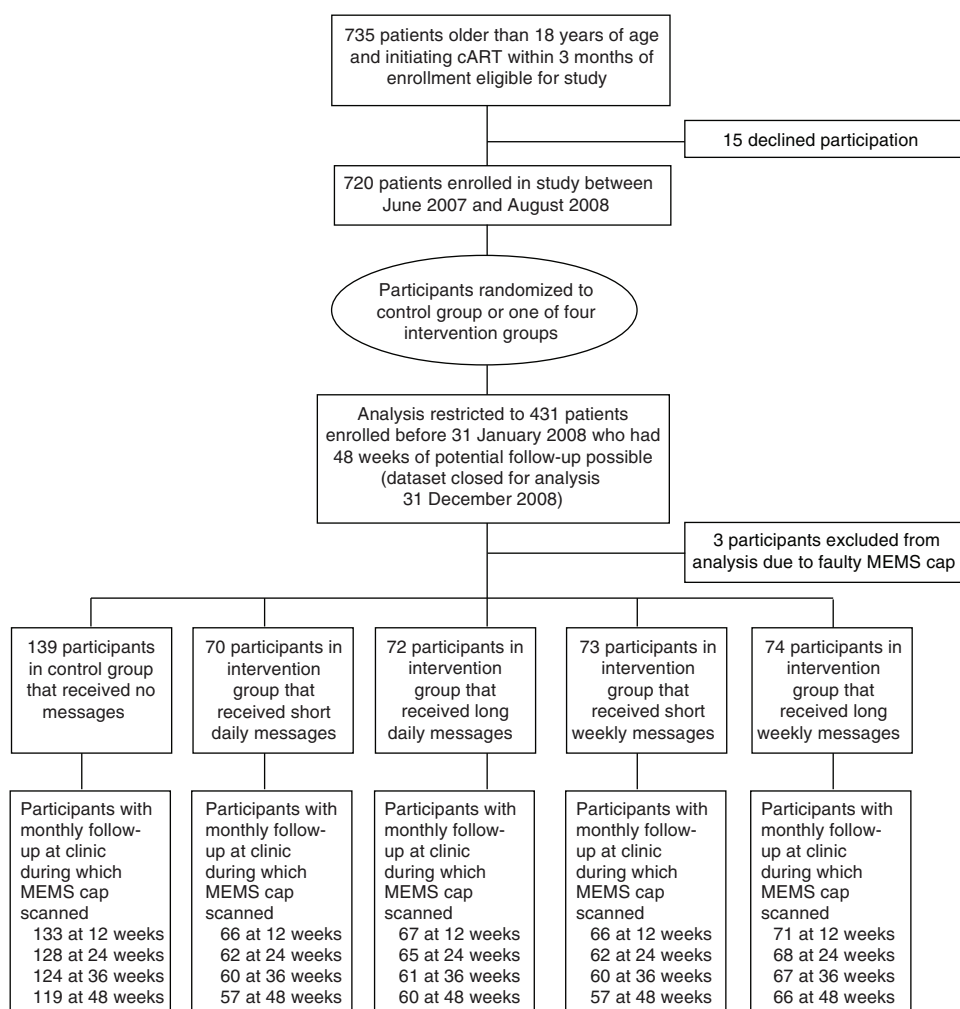 735 patients older than 18 years of age
and initiating cART within 3 months of
enrollment eligible for study
15 declined participation
720 patients enrolled in study between
June 2007 and August 2008
Participants randomized to
control group or one of four
intervention groups
Analysis restricted to 431 patients
enrolled before 31 January 2008 who had
48 weeks of potential follow-up possible
(dataset closed for analysis
31 December 2008)
3 participants excluded from
analysis due to faulty MEMS cap
139 participants
in control group
that received no
messages
70 participants in
intervention
group that
received short
daily messages
72 participants in
intervention
group that
received long
daily messages
73 participants in
intervention
group that
received short
weekly messages
74 participants in
intervention
group that
received long
weekly messages
Participants with
monthly follow-
up at clinic
during which
MEMS cap
scanned
133 at 12 weeks
128 at 24 weeks
124 at 36 weeks
119 at 48 weeks
Participants with
monthly follow-
up at clinic
during which
MEMS cap
scanned
66 at 12 weeks
62 at 24 weeks
60 at 36 weeks
57 at 48 weeks
Participants with
monthly follow-
up at clinic
during which
MEMS cap
scanned
67 at 12 weeks
65 at 24 weeks
61 at 36 weeks
60 at 48 weeks
Participants with
monthly follow-
up at clinic
during which
MEMS cap
scanned
66 at 12 weeks
62 at 24 weeks
60 at 36 weeks
57 at 48 weeks
Participants with
monthly follow-
up at clinic
during which
MEMS cap
scanned
71 at 12 weeks
68 at 24 weeks
67 at 36 weeks
66 at 48 weeks